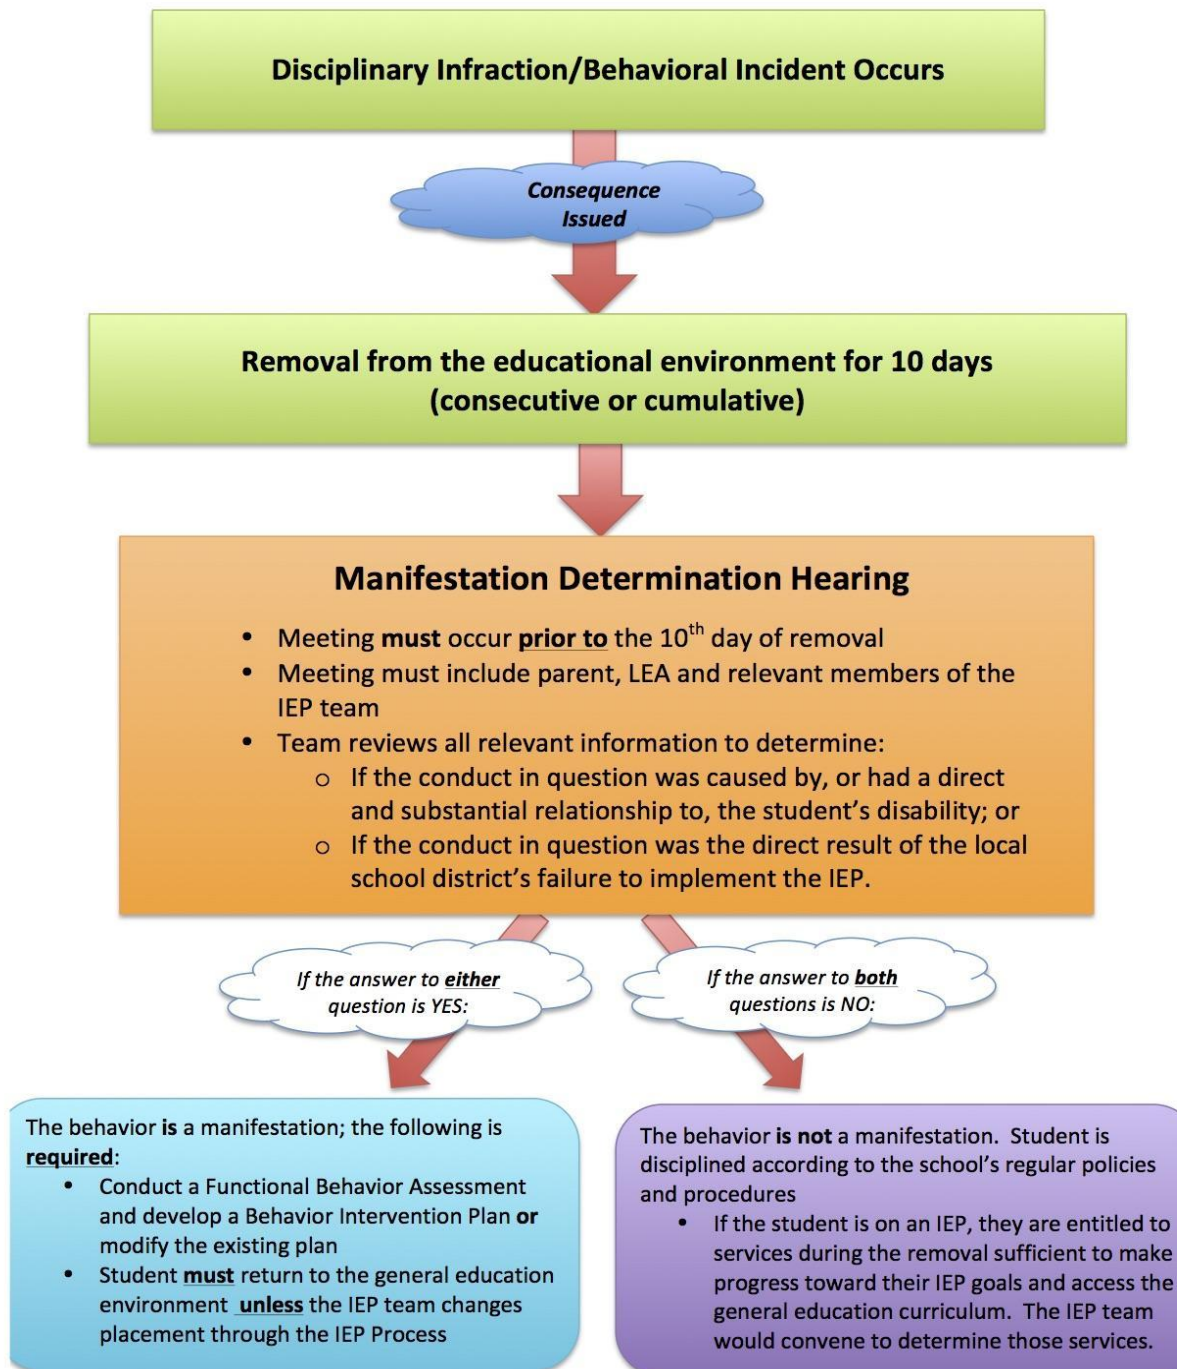 Disciplinary Infraction/Behavioral Incident Occurs
Consequence
Issued
Removal from the educational environment for 10 days
(consecutive or cumulative)
Manifestation Determination Hearing
• Meeting must occur prior to the 10th day of removal
• Meeting must include parent, LEA and relevant members of the
IEP team
• Team reviews all relevant information to determine:
o If the conduct in question was caused by, or had a direct
and substantial relationship to, the student's disability; or
o If the conduct in question was the direct result of the local
school district's failure to implement the IEP.
If the answer to either
question is YES:
If the answer to both
questions is NO:
The behavior is a manifestation; the following is
required:
• Conduct a Functional Behavior Assessment
and develop a Behavior Intervention Plan or
modify the existing plan
• Student must return to the general education
environment unless the IEP team changes
placement through the IEP Process
The behavior is not a manifestation. Student is
disciplined according to the school's regular policies
and procedures
• If the student is on an IEP, they are entitled to
services during the removal sufficient to make
progress toward their IEP goals and access the
general education curriculum. The IEP team
would convene to determine those services.